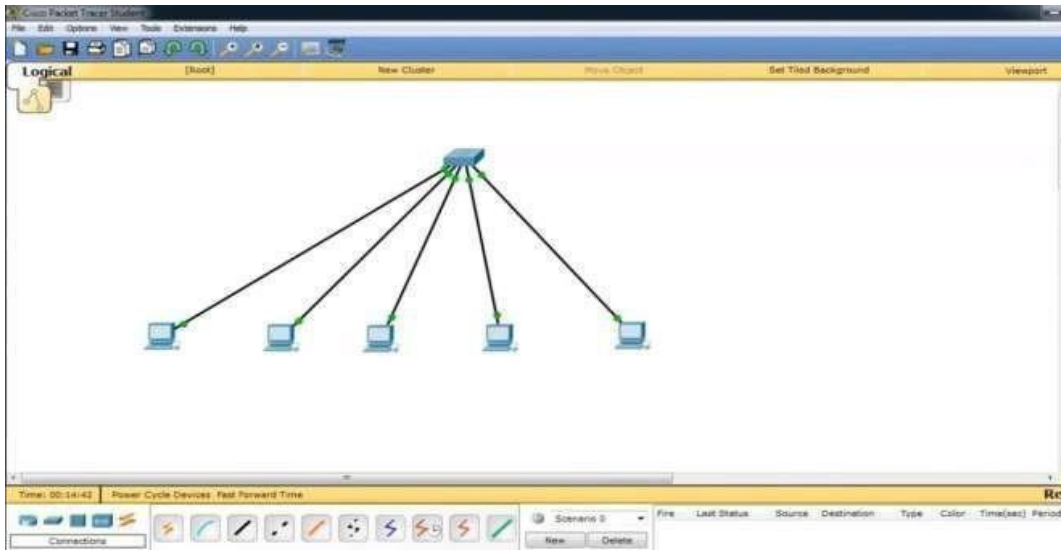 Cisco Packet Tracer Student
File Edit Options View Tools Extensions Help
Logical [Root] New Cluster Move Object Set Tiled Background Viewport
Time: 00:14:42 Power Cycle Devices Fast Forward Time Re
Scenario 0 Fire Last Status Source Destination Type Color Time(sec) Period
Connections New Delete